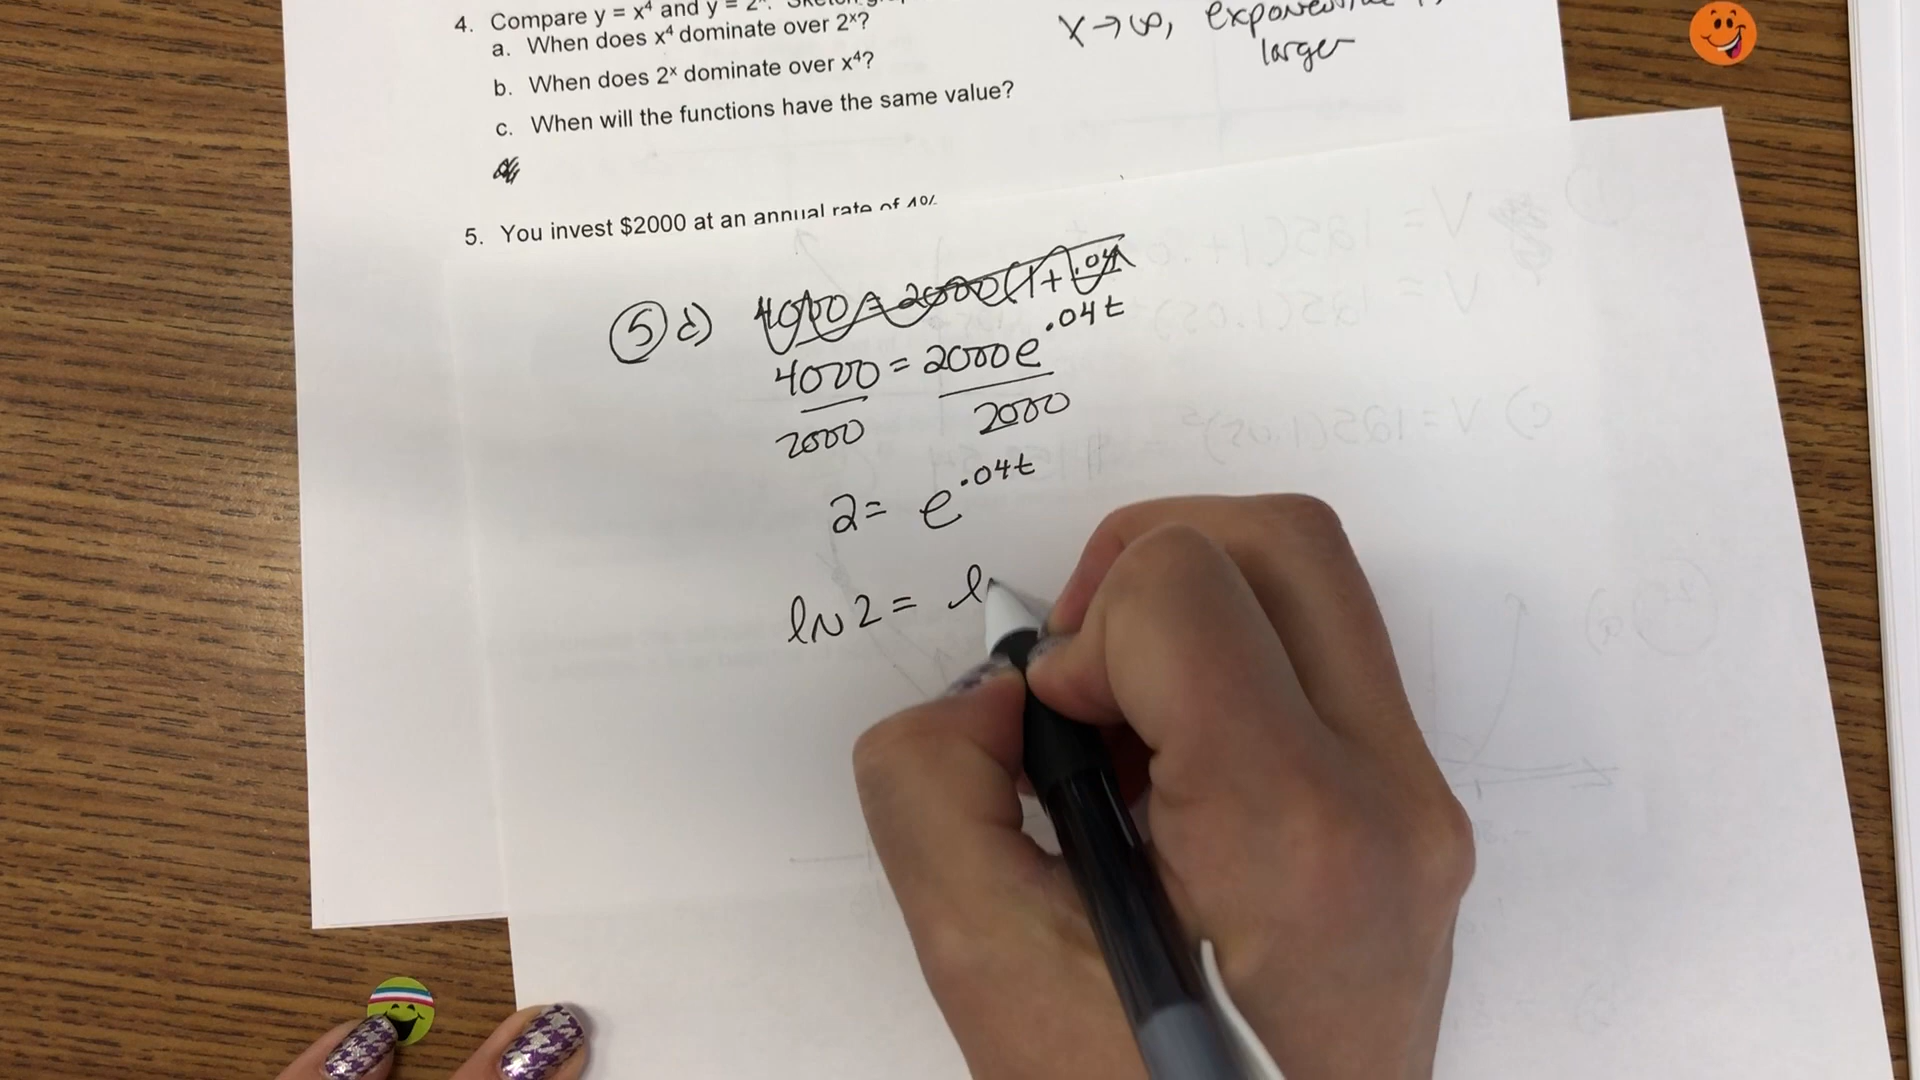 4. Compare y = x⁴ and y = 2
a. When does x⁴ dominate over 2ˣ?
b. When does 2ˣ dominate over x⁴?
c. When will the functions have the same value?
x→∞, exponential
larger
5. You invest $2000 at an annual rate of 4%
⑤ d) 4000 = 2000(1+.04
4000 = 2000e^.04t
2000 2000
2 = e^.04t
ln 2 = l